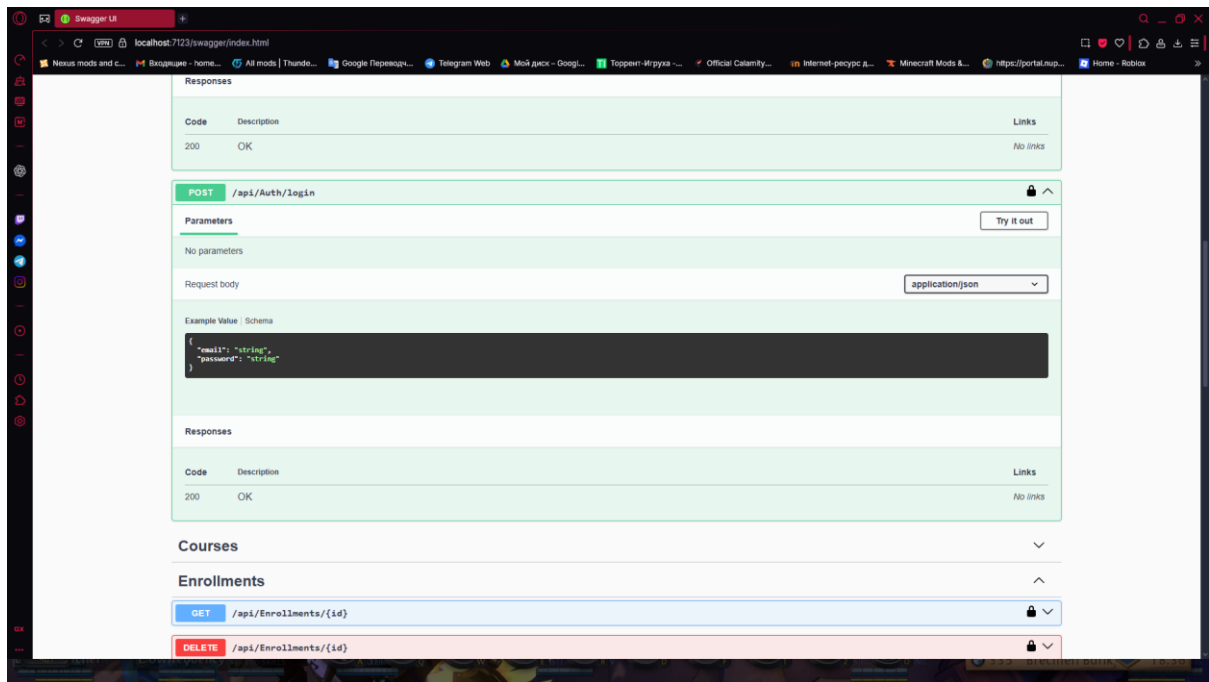 Swagger UI
VPN localhost:7123/swagger/index.html
Nexus mods and c... Входящие - home... All mods | Thunde... Google Переводч... Telegram Web Мой диск – Googl... Торрент-Игруха -... Official Calamity... Internet-ресурс д... Minecraft Mods &... https://portal.nup... Home - Roblox
Responses
Code Description Links
200 OK No links
POST /api/Auth/login
Parameters Try it out
No parameters
Request body application/json
Example Value | Schema
{
"email": "string",
"password": "string"
}
Responses
Code Description Links
200 OK No links
Courses
Enrollments
GET /api/Enrollments/{id}
DELETE /api/Enrollments/{id}
GX